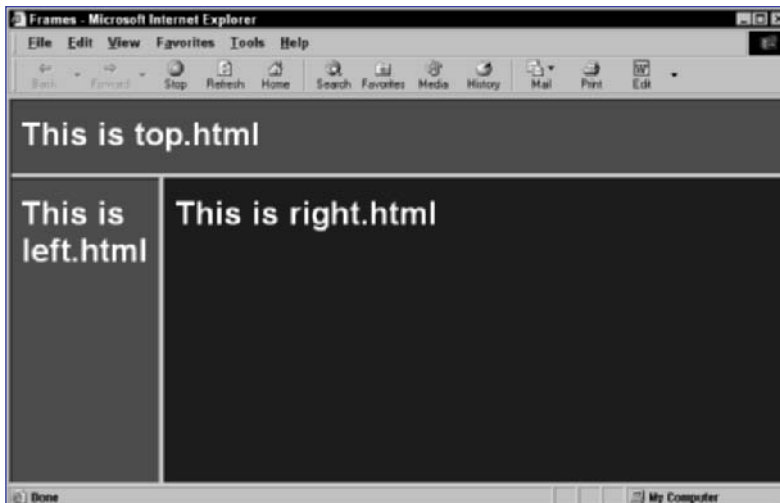 Frames - Microsoft Internet Explorer
File Edit View Favorites Tools Help
Back Forward Stop Refresh Home Search Favorites Media History Mail Print Edit
This is top.html
This is
left.html
This is right.html
Done
My Computer